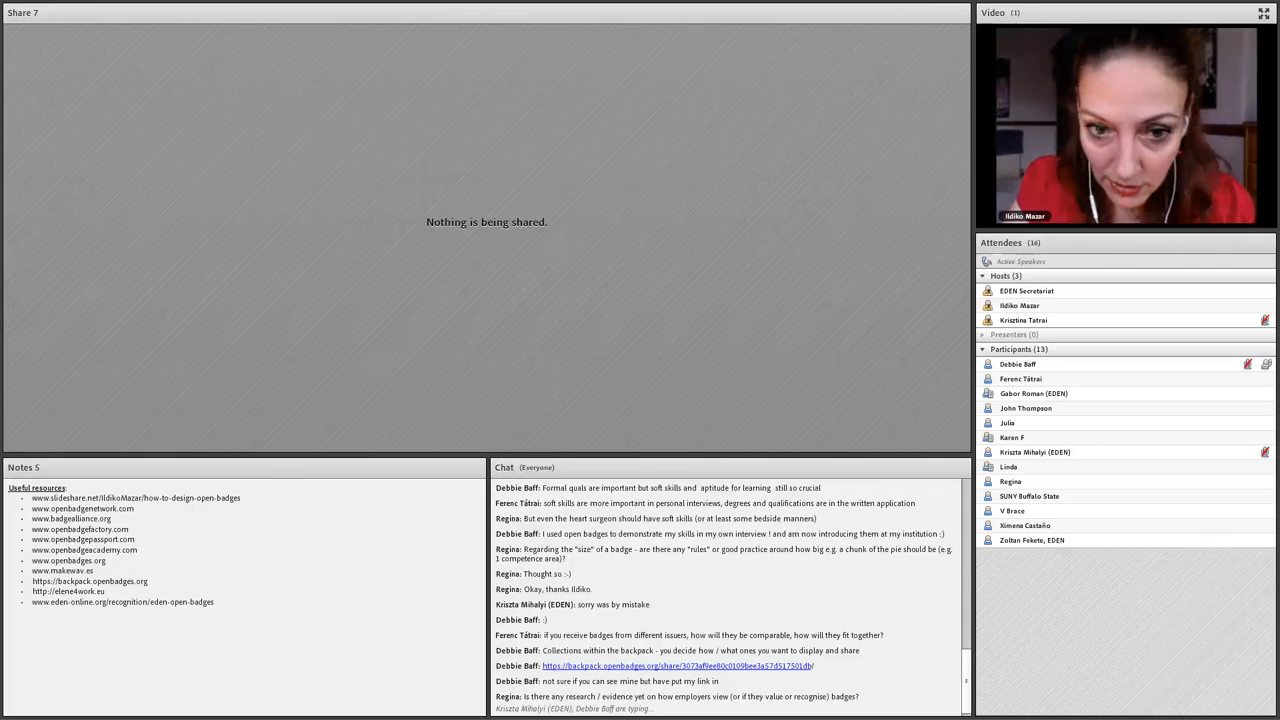 Share 7
Nothing is being shared.
Video (1)
Ildiko Mazar
Attendees (16)
Active Speakers
Hosts (3)
EDEN Secretariat
Ildiko Mazar
Krisztina Tatrai
Presenters (0)
Participants (13)
Debbie Baff
Ferenc Tátrai
Gabor Roman (EDEN)
John Thompson
Julia
Karen F
Kriszta Mihalyi (EDEN)
Linda
Regina
SUNY Buffalo State
V Brace
Ximena Castaño
Zoltan Fekete, EDEN
Notes 5
Useful resources:
• www.slideshare.net/IldikoMazar/how-to-design-open-badges
• www.openbadgenetwork.com
• www.badgealliance.org
• www.openbadgefactory.com
• www.openbadgepassport.com
• www.openbadgeacademy.com
• www.openbadges.org
• www.makewav.es
• https://backpack.openbadges.org
• http://elene4work.eu
• www.eden-online.org/recognition/eden-open-badges
Chat (Everyone)
Debbie Baff: Formal quals are important but soft skills and aptitude for learning still so crucial
Ferenc Tátrai: soft skills are more important in personal interviews, degrees and qualifications are in the written application
Regina: But even the heart surgeon should have soft skills (or at least some bedside manners)
Debbie Baff: I used open badges to demonstrate my skills in my own interview ! and am now introducing them at my institution :)
Regina: Regarding the "size" of a badge - are there any "rules" or good practice around how big e.g. a chunk of the pie should be (e.g.
1 competence area)?
Regina: Thought so :-)
Regina: Okay, thanks Ildiko.
Kriszta Mihalyi (EDEN): sorry was by mistake
Debbie Baff: :)
Ferenc Tátrai: if you receive badges from different issuers, how will they be comparable, how will they fit together?
Debbie Baff: Collections within the backpack - you decide how / what ones you want to display and share
Debbie Baff: https://backpack.openbadges.org/share/3073af9ee80c0109bee3a57d517501db/
Debbie Baff: not sure if you can see mine but have put my link in
Regina: Is there any research / evidence yet on how employers view (or if they value or recognise) badges?
Kriszta Mihalyi (EDEN), Debbie Baff are typing...